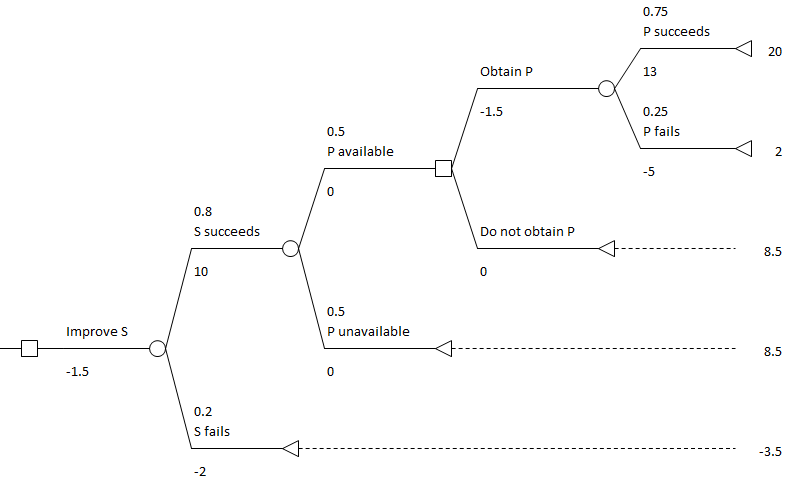 0.75
P succeeds
20
Obtain P
13
-1.5
0.25
P fails
0.5
P available
2
-5
0
0.8
S succeeds
Do not obtain P
8.5
10
0
0.5
P unavailable
Improve S
8.5
-1.5
0
0.2
S fails
-3.5
-2